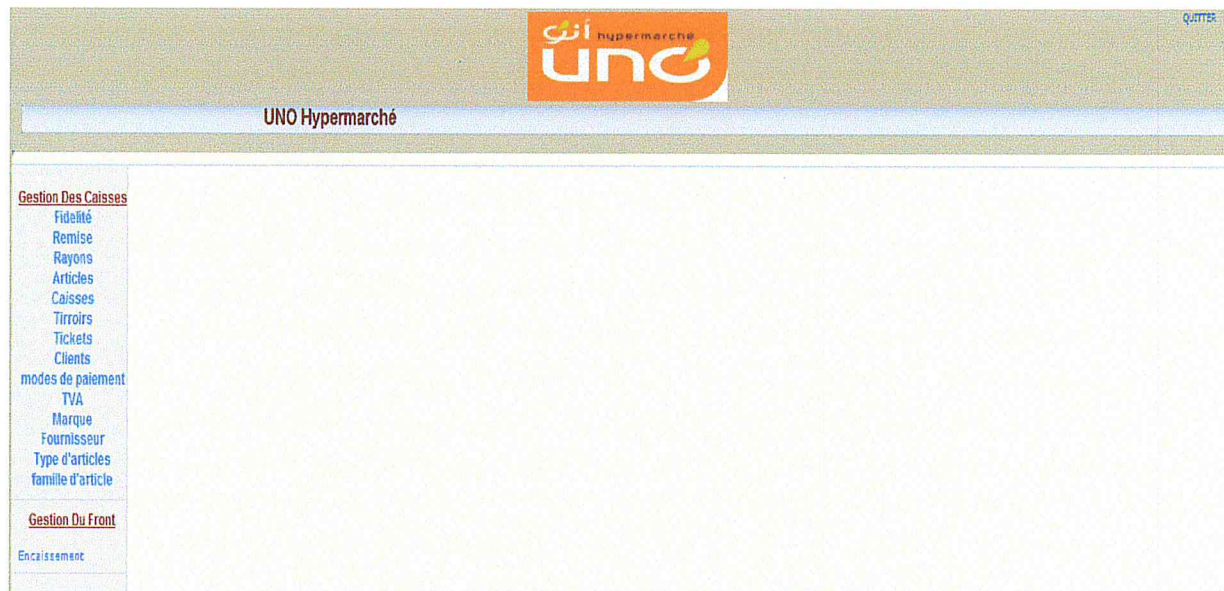 QUITTER
أونو hypermarché
uno
UNO Hypermarché
Gestion Des Caisses
Fidelité
Remise
Rayons
Articles
Caisses
Tirroirs
Tickets
Clients
modes de paiement
TVA
Marque
Fournisseur
Type d'articles
famille d'article
Gestion Du Front
Encaissement